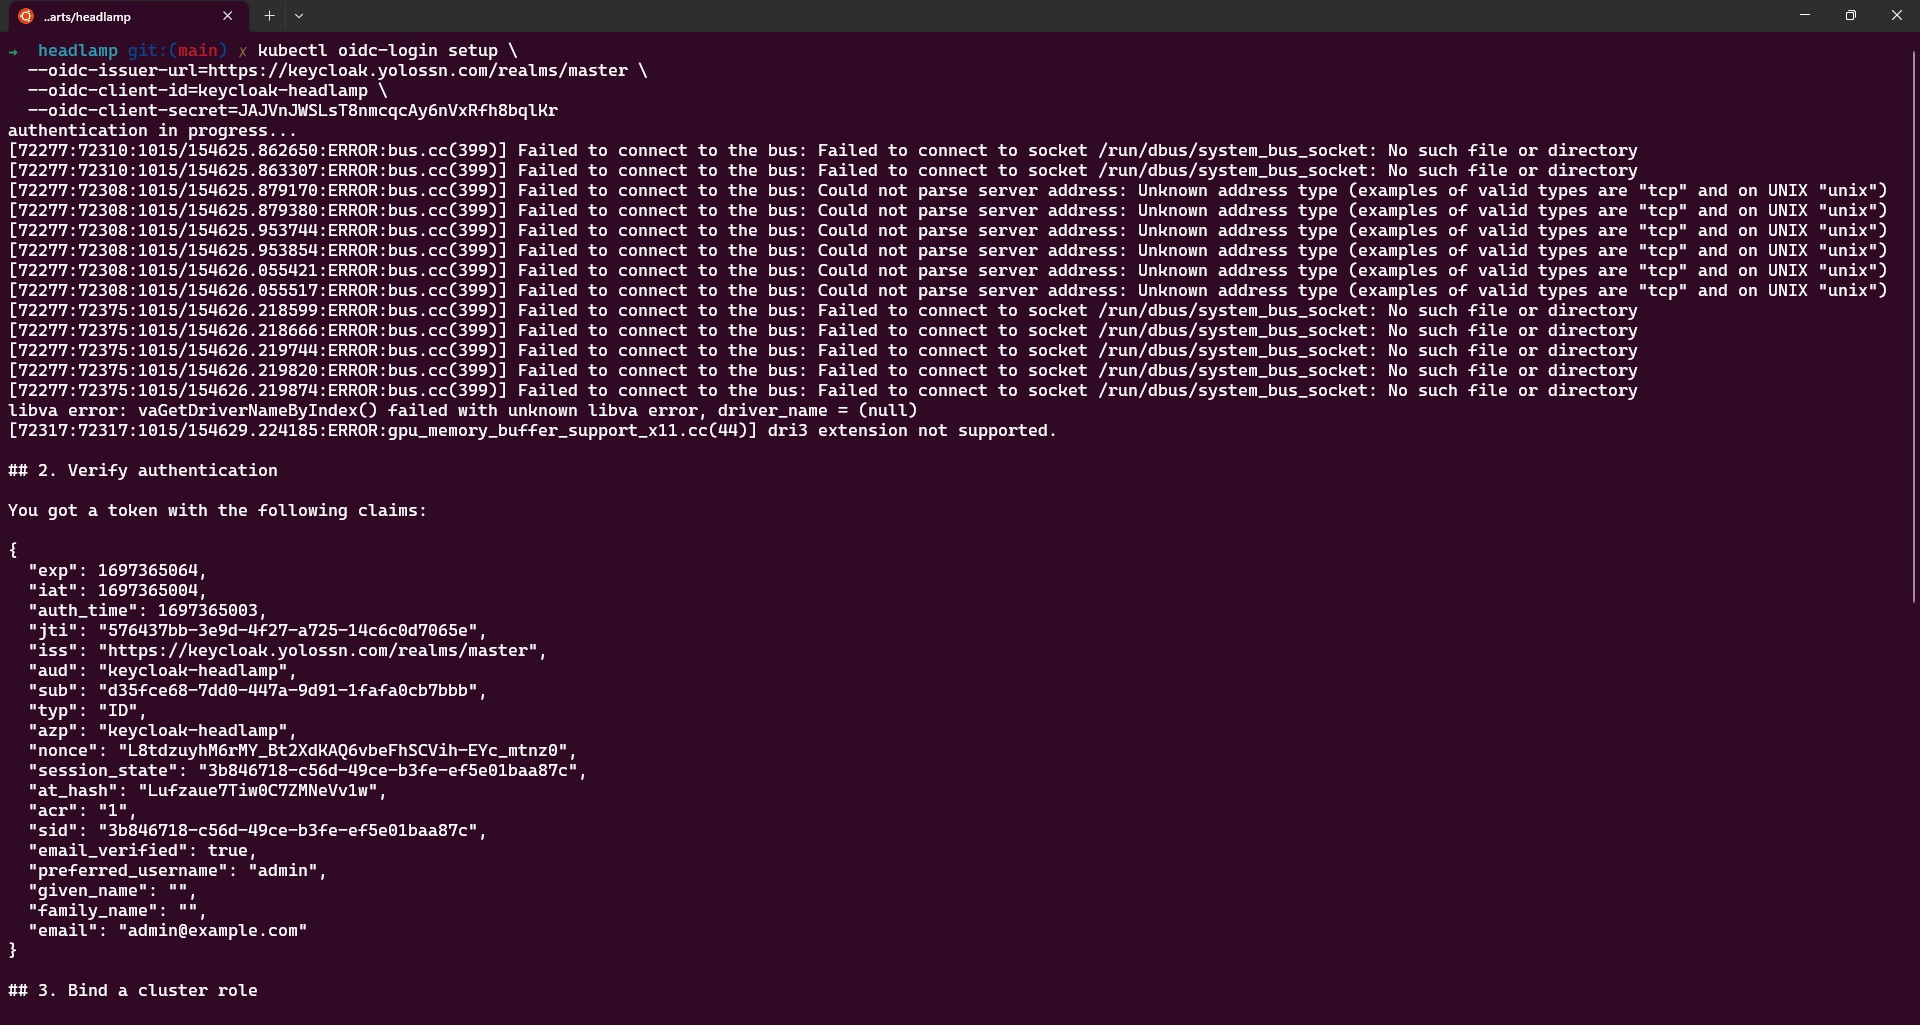 ..arts/headlamp
→ headlamp git:(main) ✗ kubectl oidc-login setup \
--oidc-issuer-url=https://keycloak.yolossn.com/realms/master \
--oidc-client-id=keycloak-headlamp \
--oidc-client-secret=JAJVnJWSLsT8nmcqcAy6nVxRfh8bqlKr
authentication in progress...
[72277:72310:1015/154625.862650:ERROR:bus.cc(399)] Failed to connect to the bus: Failed to connect to socket /run/dbus/system_bus_socket: No such file or directory
[72277:72310:1015/154625.863307:ERROR:bus.cc(399)] Failed to connect to the bus: Failed to connect to socket /run/dbus/system_bus_socket: No such file or directory
[72277:72308:1015/154625.879170:ERROR:bus.cc(399)] Failed to connect to the bus: Could not parse server address: Unknown address type (examples of valid types are "tcp" and on UNIX "unix")
[72277:72308:1015/154625.879380:ERROR:bus.cc(399)] Failed to connect to the bus: Could not parse server address: Unknown address type (examples of valid types are "tcp" and on UNIX "unix")
[72277:72308:1015/154625.953744:ERROR:bus.cc(399)] Failed to connect to the bus: Could not parse server address: Unknown address type (examples of valid types are "tcp" and on UNIX "unix")
[72277:72308:1015/154625.953854:ERROR:bus.cc(399)] Failed to connect to the bus: Could not parse server address: Unknown address type (examples of valid types are "tcp" and on UNIX "unix")
[72277:72308:1015/154626.055421:ERROR:bus.cc(399)] Failed to connect to the bus: Could not parse server address: Unknown address type (examples of valid types are "tcp" and on UNIX "unix")
[72277:72308:1015/154626.055517:ERROR:bus.cc(399)] Failed to connect to the bus: Could not parse server address: Unknown address type (examples of valid types are "tcp" and on UNIX "unix")
[72277:72375:1015/154626.218599:ERROR:bus.cc(399)] Failed to connect to the bus: Failed to connect to socket /run/dbus/system_bus_socket: No such file or directory
[72277:72375:1015/154626.218666:ERROR:bus.cc(399)] Failed to connect to the bus: Failed to connect to socket /run/dbus/system_bus_socket: No such file or directory
[72277:72375:1015/154626.219744:ERROR:bus.cc(399)] Failed to connect to the bus: Failed to connect to socket /run/dbus/system_bus_socket: No such file or directory
[72277:72375:1015/154626.219820:ERROR:bus.cc(399)] Failed to connect to the bus: Failed to connect to socket /run/dbus/system_bus_socket: No such file or directory
[72277:72375:1015/154626.219874:ERROR:bus.cc(399)] Failed to connect to the bus: Failed to connect to socket /run/dbus/system_bus_socket: No such file or directory
libva error: vaGetDriverNameByIndex() failed with unknown libva error, driver_name = (null)
[72317:72317:1015/154629.224185:ERROR:gpu_memory_buffer_support_x11.cc(44)] dri3 extension not supported.
## 2. Verify authentication
You got a token with the following claims:
{
"exp": 1697365064,
"iat": 1697365004,
"auth_time": 1697365003,
"jti": "576437bb-3e9d-4f27-a725-14c6c0d7065e",
"iss": "https://keycloak.yolossn.com/realms/master",
"aud": "keycloak-headlamp",
"sub": "d35fce68-7dd0-447a-9d91-1fafa0cb7bbb",
"typ": "ID",
"azp": "keycloak-headlamp",
"nonce": "L8tdzuyhM6rMY_Bt2XdKAQ6vbeFhSCVih-EYc_mtnz0",
"session_state": "3b846718-c56d-49ce-b3fe-ef5e01baa87c",
"at_hash": "Lufzaue7Tiw0C7ZMNeVv1w",
"acr": "1",
"sid": "3b846718-c56d-49ce-b3fe-ef5e01baa87c",
"email_verified": true,
"preferred_username": "admin",
"given_name": "",
"family_name": "",
"email": "admin@example.com"
}
## 3. Bind a cluster role